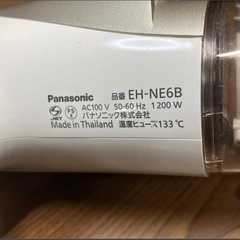 Panasonic 品番 EH-NE6B
AC100 V 50-60 Hz 1200 W
パナソニック株式会社
Made in Thailand 温度ヒューズ133 ℃